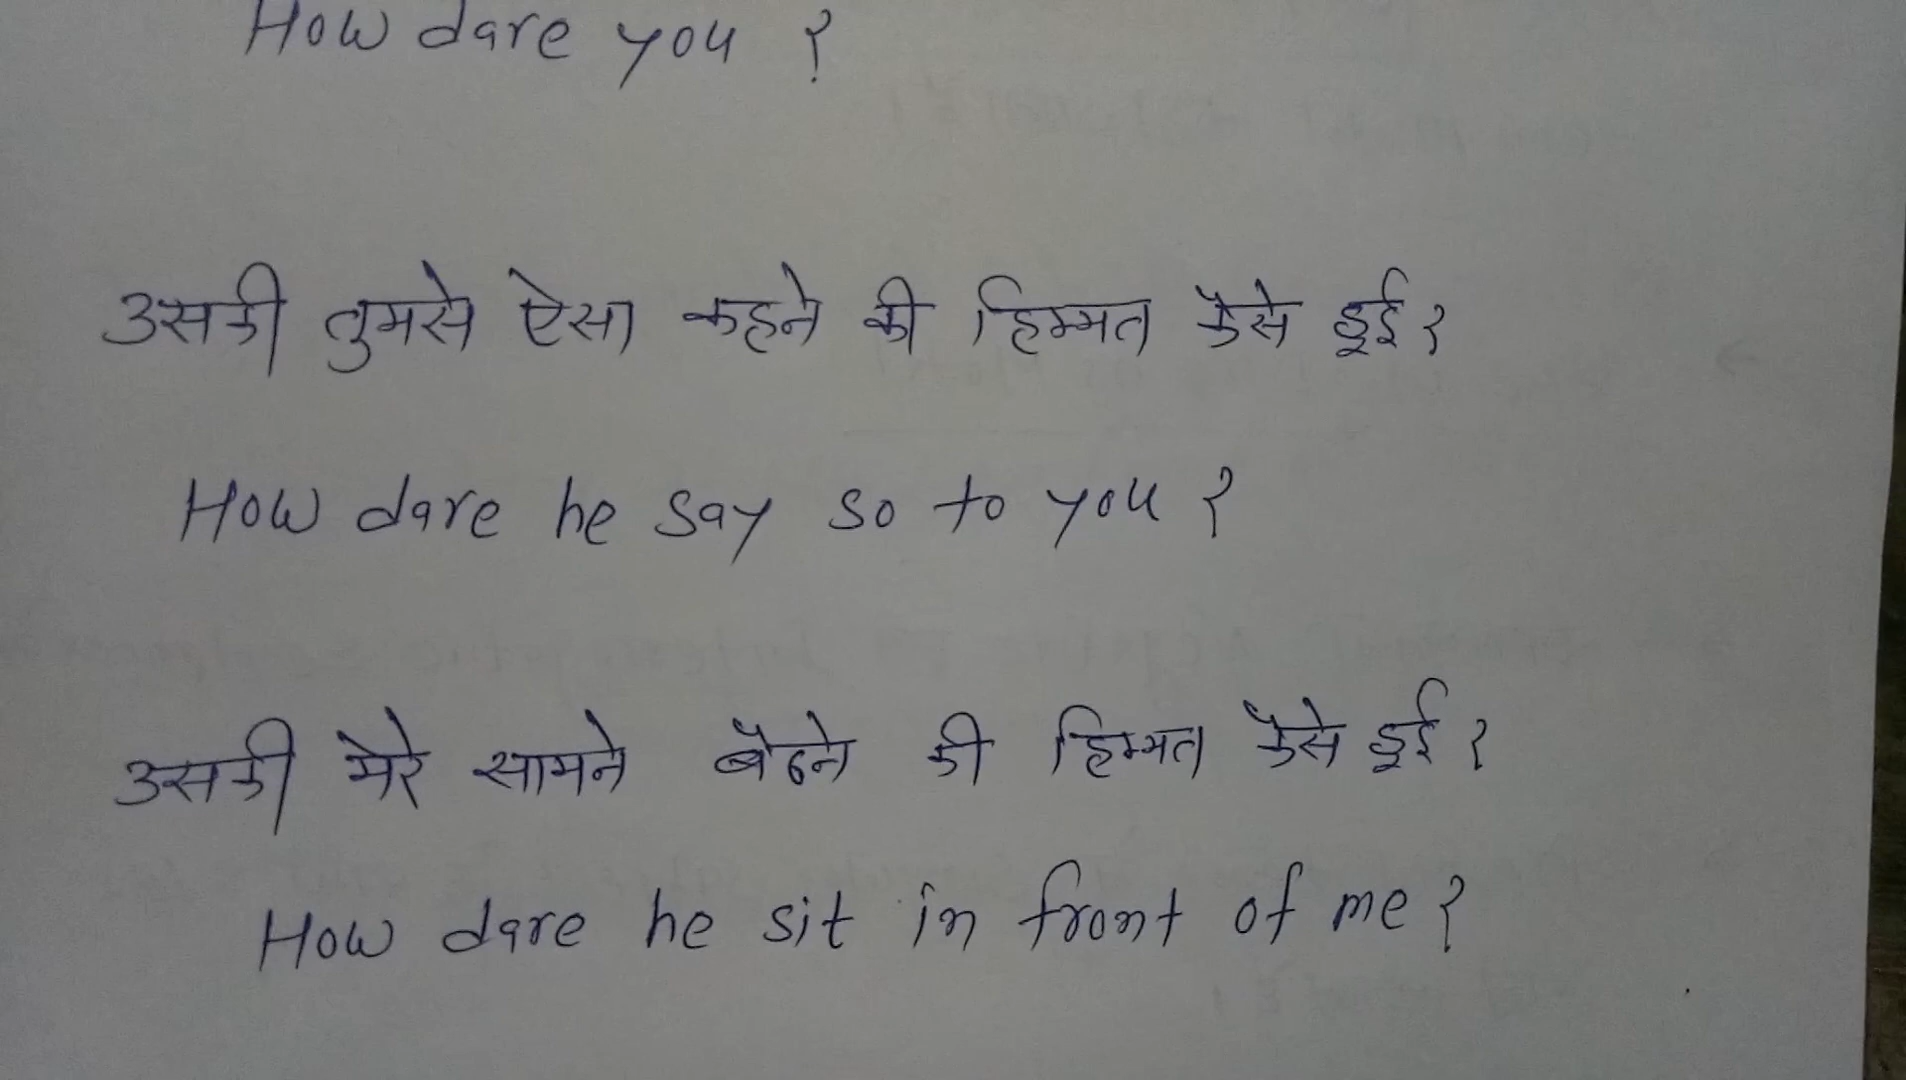 How dare you ?
उसकी तुमसे ऐसा कहने की हिम्मत कैसे हुई ?
How dare he say so to you ?
उसकी मेरे सामने बैठने की हिम्मत कैसे हुई ?
How dare he sit in front of me ?